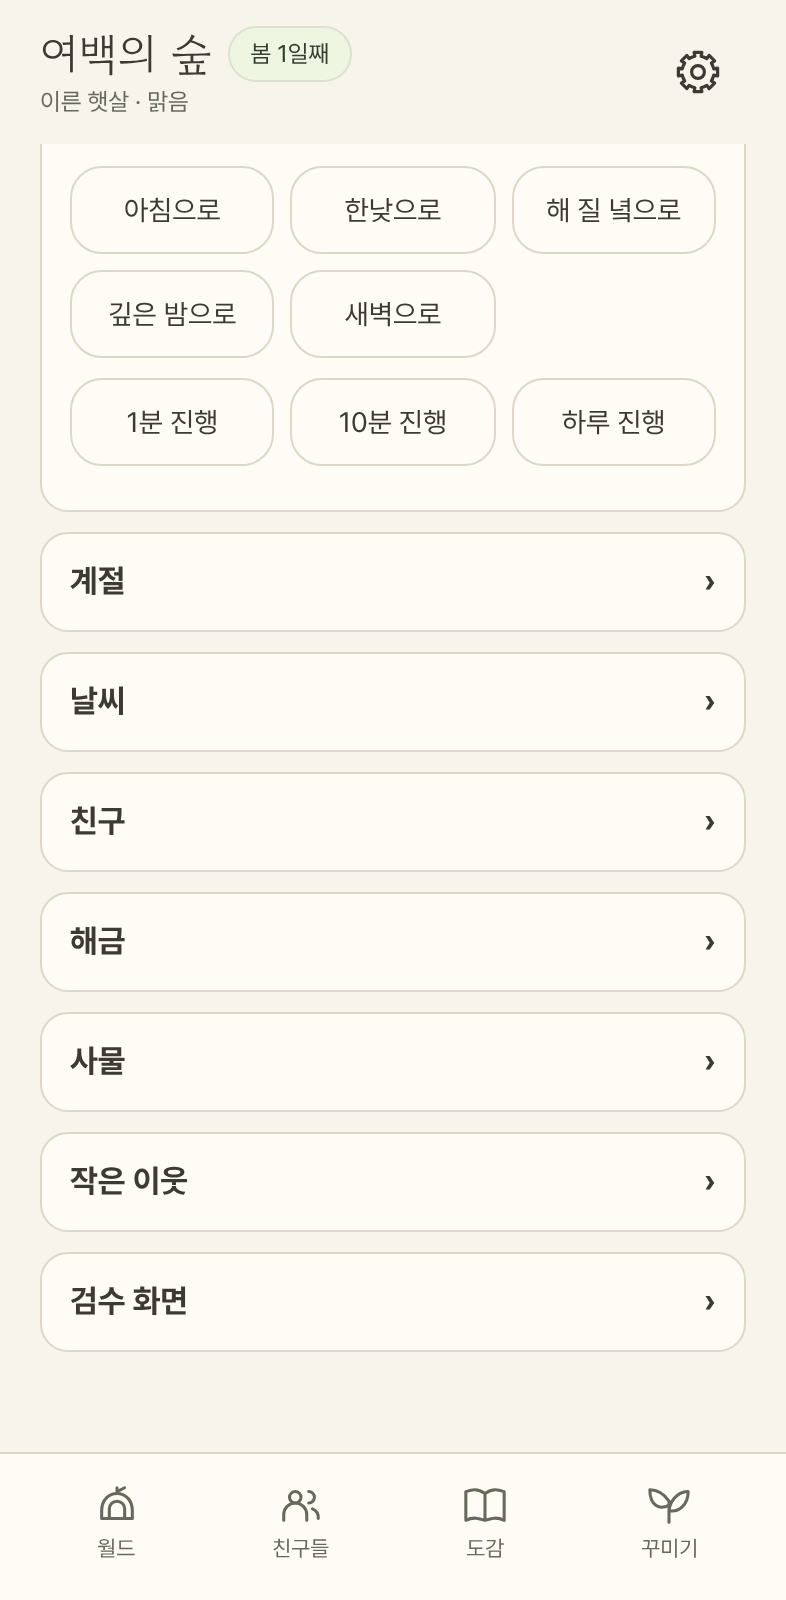 여백의 숲 봄 1일째
이른 햇살 · 맑음
아침으로 한낮으로 해 질 녘으로
깊은 밤으로 새벽으로
1분 진행 10분 진행 하루 진행
계절 ›
날씨 ›
친구 ›
해금 ›
사물 ›
작은 이웃 ›
검수 화면 ›
월드 친구들 도감 꾸미기